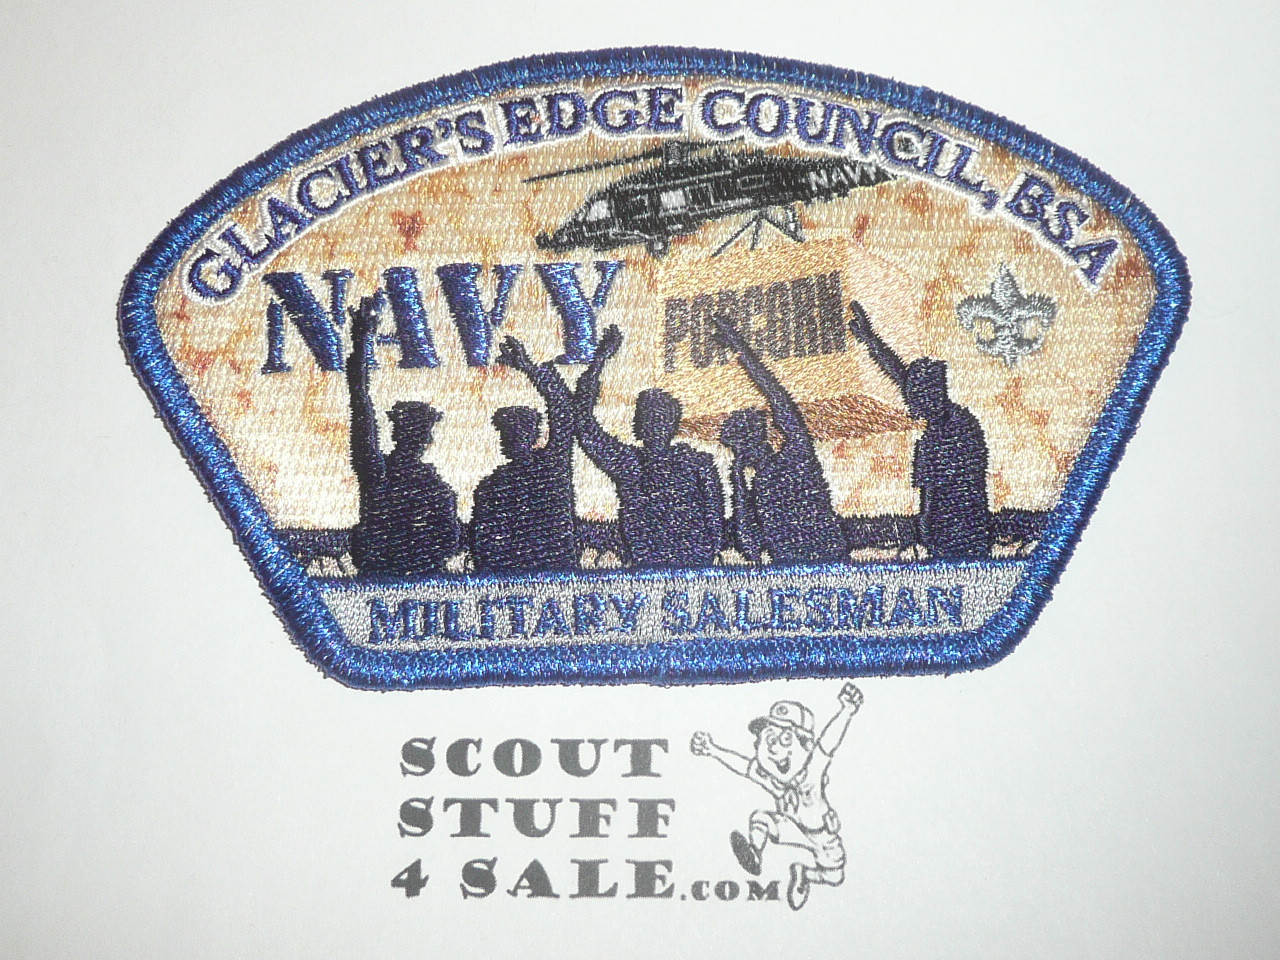 GLACIER'S EDGE COUNCIL, BSA
NAVY
NAVY
POPCORN
MILITARY SALESMAN
SCOUT
STUFF
4 SALE.COM